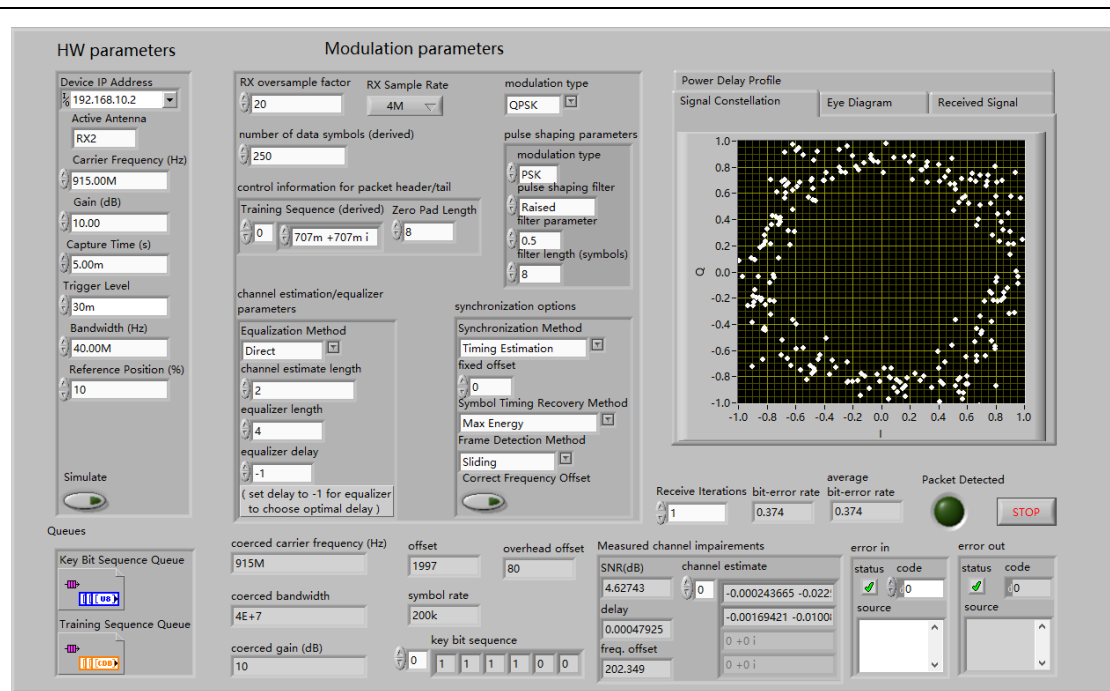 HW parameters
Device IP Address
192.168.10.2
Active Antenna
RX2
Carrier Frequency (Hz)
915.00M
Gain (dB)
10.00
Capture Time (s)
5.00m
Trigger Level
30m
Bandwidth (Hz)
40.00M
Reference Position (%)
10
Simulate
Modulation parameters
RX oversample factor
20
RX Sample Rate
4M
modulation type
QPSK
number of data symbols (derived)
250
pulse shaping parameters
modulation type
PSK
pulse shaping filter
Raised
filter parameter
0.5
filter length (symbols)
8
control information for packet header/tail
Training Sequence (derived)
0
707m +707m i
Zero Pad Length
8
channel estimation/equalizer
parameters
Equalization Method
Direct
channel estimate length
2
equalizer length
4
equalizer delay
-1
( set delay to -1 for equalizer
to choose optimal delay )
synchronization options
Synchronization Method
Timing Estimation
fixed offset
0
Symbol Timing Recovery Method
Max Energy
Frame Detection Method
Sliding
Correct Frequency Offset
Power Delay Profile
Signal Constellation
Eye Diagram
Received Signal
Q
1.0
0.8
0.6
0.4
0.2
0.0
-0.2
-0.4
-0.6
-0.8
-1.0
-1.0 -0.8 -0.6 -0.4 -0.2 0.0 0.2 0.4 0.6 0.8 1.0
I
Receive Iterations
1
bit-error rate
0.374
average
bit-error rate
0.374
Packet Detected
STOP
Queues
Key Bit Sequence Queue
U8
Training Sequence Queue
CDB
coerced carrier frequency (Hz)
915M
coerced bandwidth
4E+7
coerced gain (dB)
10
offset
1997
symbol rate
200k
overhead offset
80
key bit sequence
0
1 1 1 1 0 0
Measured channel impairements
SNR(dB)
4.62743
delay
0.00047925
freq. offset
202.349
channel estimate
0
-0.000243665 -0.022
-0.00169421 -0.0100
0 +0 i
0 +0 i
error in
status
code
0
source
error out
status
code
0
source